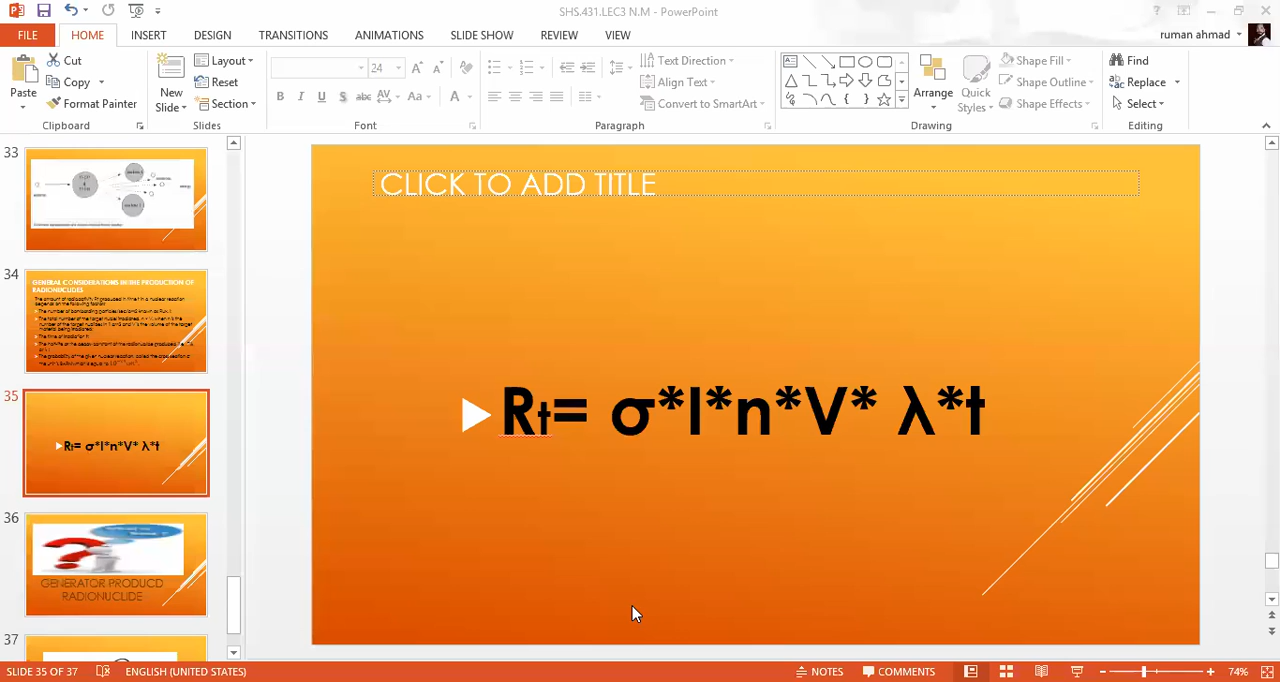 SHS.431.LEC3 N.M - PowerPoint
FILE HOME INSERT DESIGN TRANSITIONS ANIMATIONS SLIDE SHOW REVIEW VIEW ruman ahmad
Paste
Cut
Copy
Format Painter
Clipboard
New Slide
Layout
Reset
Section
Slides
24
B I U S abc AV Aa A
Font
Text Direction
Align Text
Convert to SmartArt
Paragraph
Arrange
Quick Styles
Shape Fill
Shape Outline
Shape Effects
Drawing
Find
Replace
Select
Editing
33
34
GENERAL CONSIDERATIONS IN THE PRODUCTION OF
RADIONUCLIDES
35
Rt= σ*I*n*V* λ*t
36
GENERATOR PRODUCD
RADIONUCLIDE
37
CLICK TO ADD TITLE
Rt= σ*I*n*V* λ*t
SLIDE 35 OF 37 ENGLISH (UNITED STATES) NOTES COMMENTS 74%